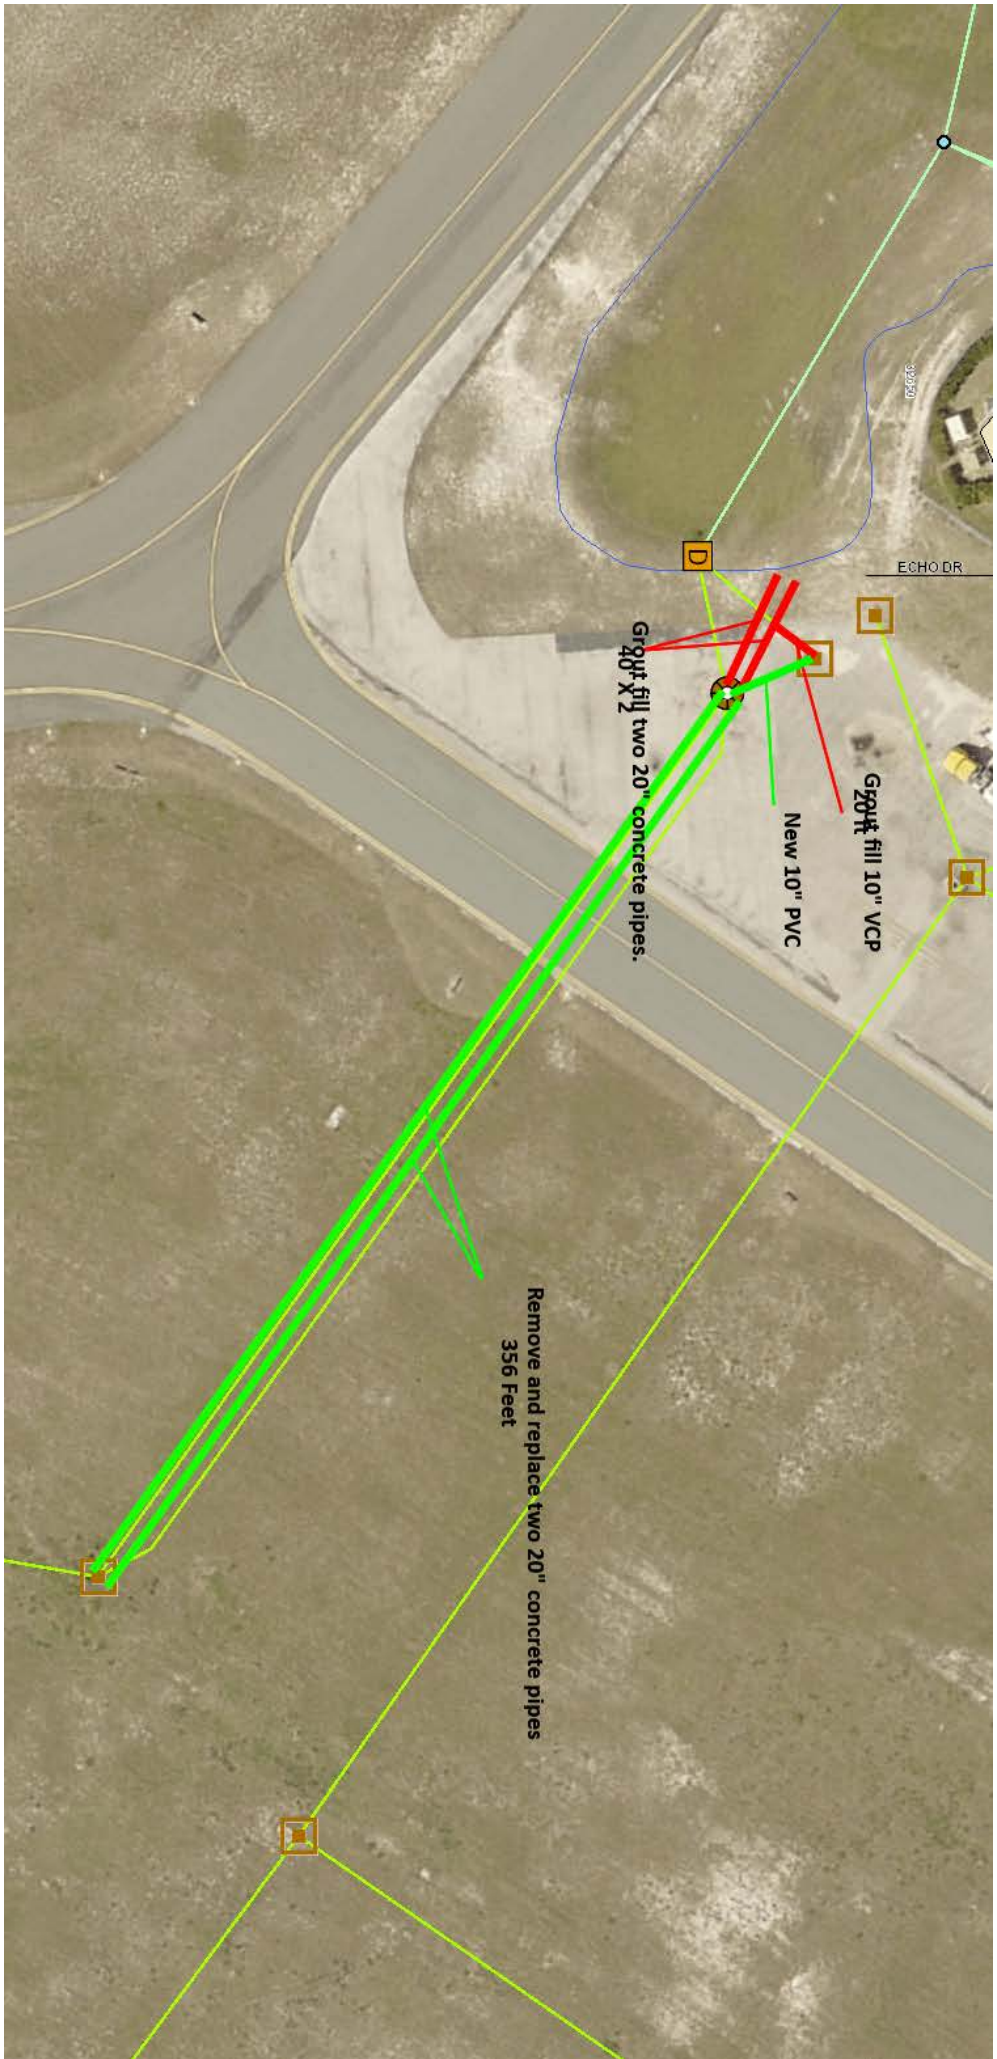 D
ECHO DR
Grout fill two 20" concrete pipes.
40' X 2
Grout fill 10" VCP
20 ft
New 10" PVC
Remove and replace two 20" concrete pipes
356 Feet